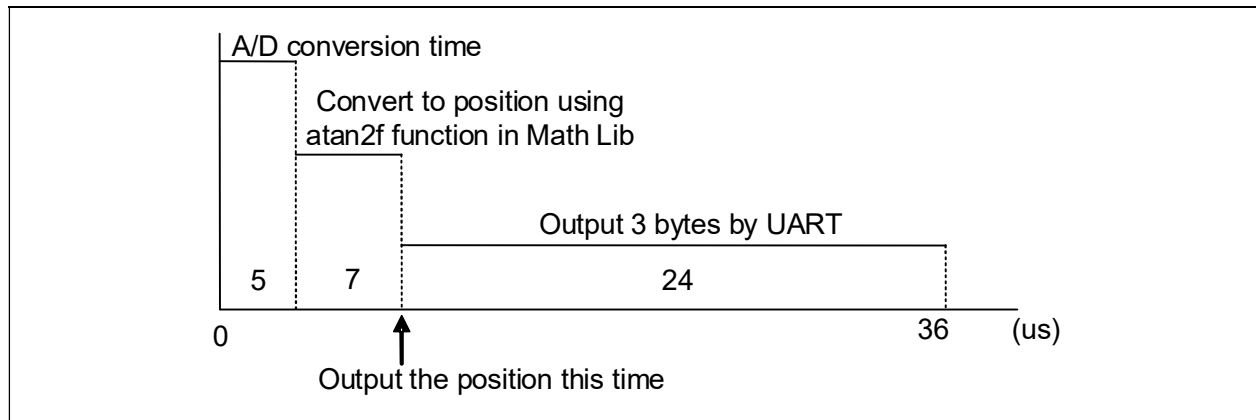 A/D conversion time
Convert to position using
atan2f function in Math Lib
Output 3 bytes by UART
5
7
24
0
36
(us)
Output the position this time